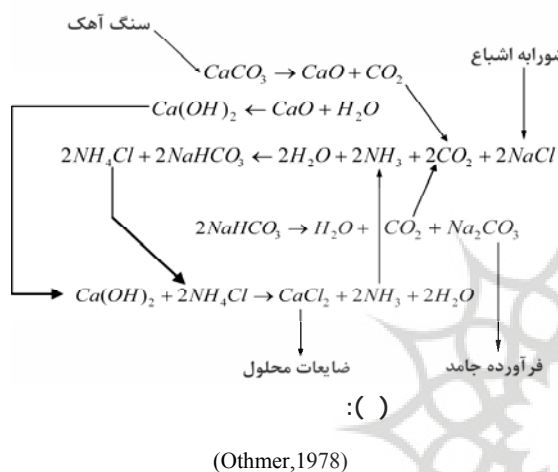 سنگ آهک
شورابه اشباع
CaCO₃ → CaO + CO₂
Ca(OH)₂ ← CaO + H₂O
2NH₄Cl + 2NaHCO₃ ← 2H₂O + 2NH₃ + 2CO₂ + 2NaCl
2NaHCO₃ → H₂O + CO₂ + Na₂CO₃
Ca(OH)₂ + 2NH₄Cl → CaCl₂ + 2NH₃ + 2H₂O
فرآورده جامد
ضایعات محلول
:( )
(Othmer,1978)